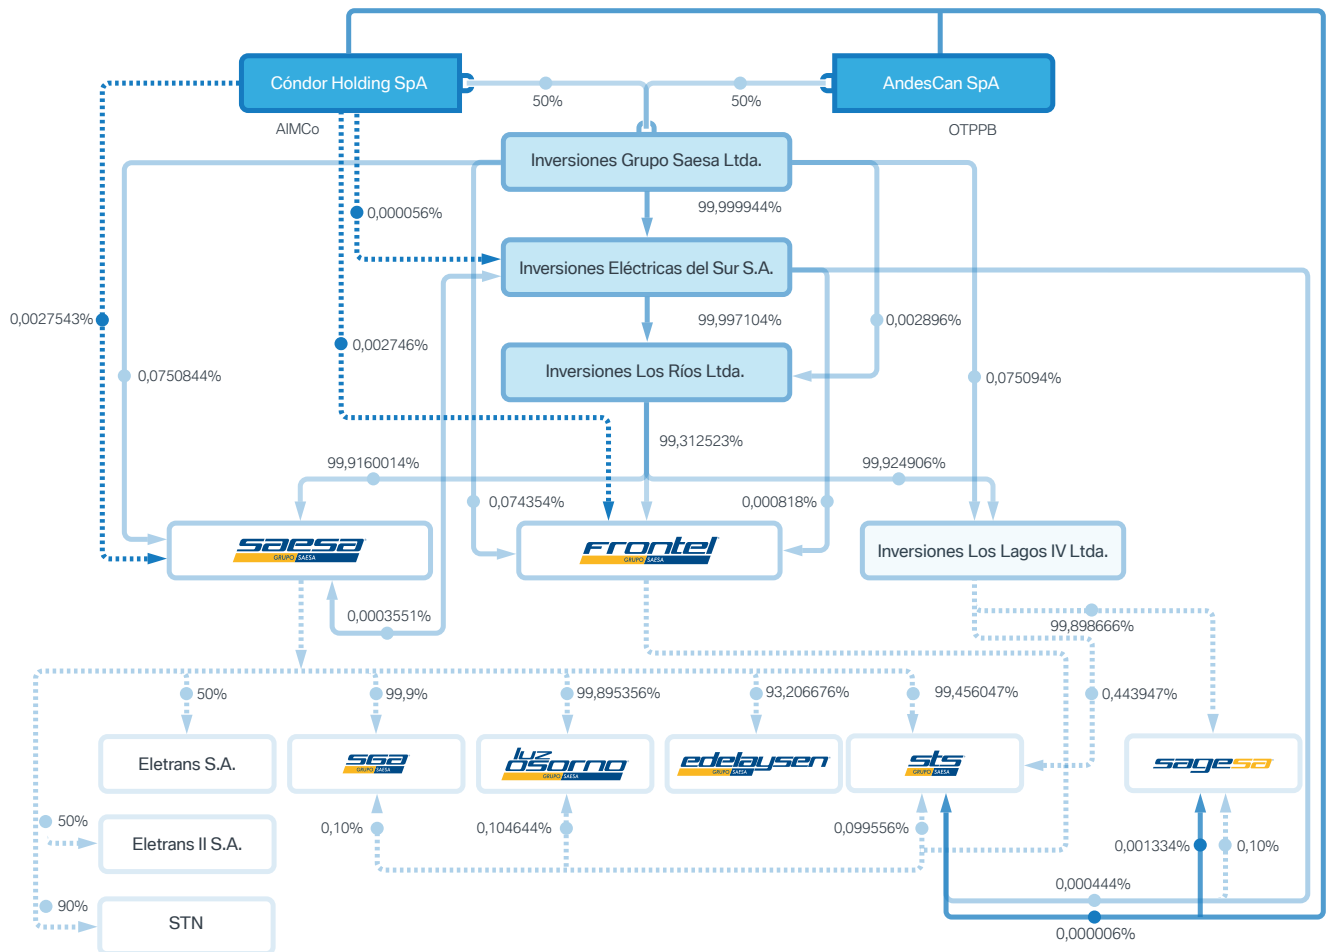 Cóndor Holding SpA
AndesCan SpA
50%
50%
AIMCo
OTPPB
Inversiones Grupo Saesa Ltda.
0,000056%
99,999944%
Inversiones Eléctricas del Sur S.A.
0,0027543%
99,997104%
0,002896%
0,002746%
0,0750844%
Inversiones Los Ríos Ltda.
0,075094%
99,312523%
99,9160014%
99,924906%
0,074354%
0,000818%
saesa
GRUPO SAESA
frontel
GRUPO SAESA
Inversiones Los Lagos IV Ltda.
0,0003551%
99,898666%
50%
99,9%
99,895356%
93,206676%
99,456047%
0,443947%
Eletrans S.A.
SGA
GRUPO SAESA
luz
osorno
GRUPO SAESA
edelaysen
GRUPO SAESA
sts
GRUPO SAESA
sagesa
50%
0,10%
0,104644%
0,099556%
Eletrans II S.A.
0,001334%
0,10%
0,000444%
90%
STN
0,000006%